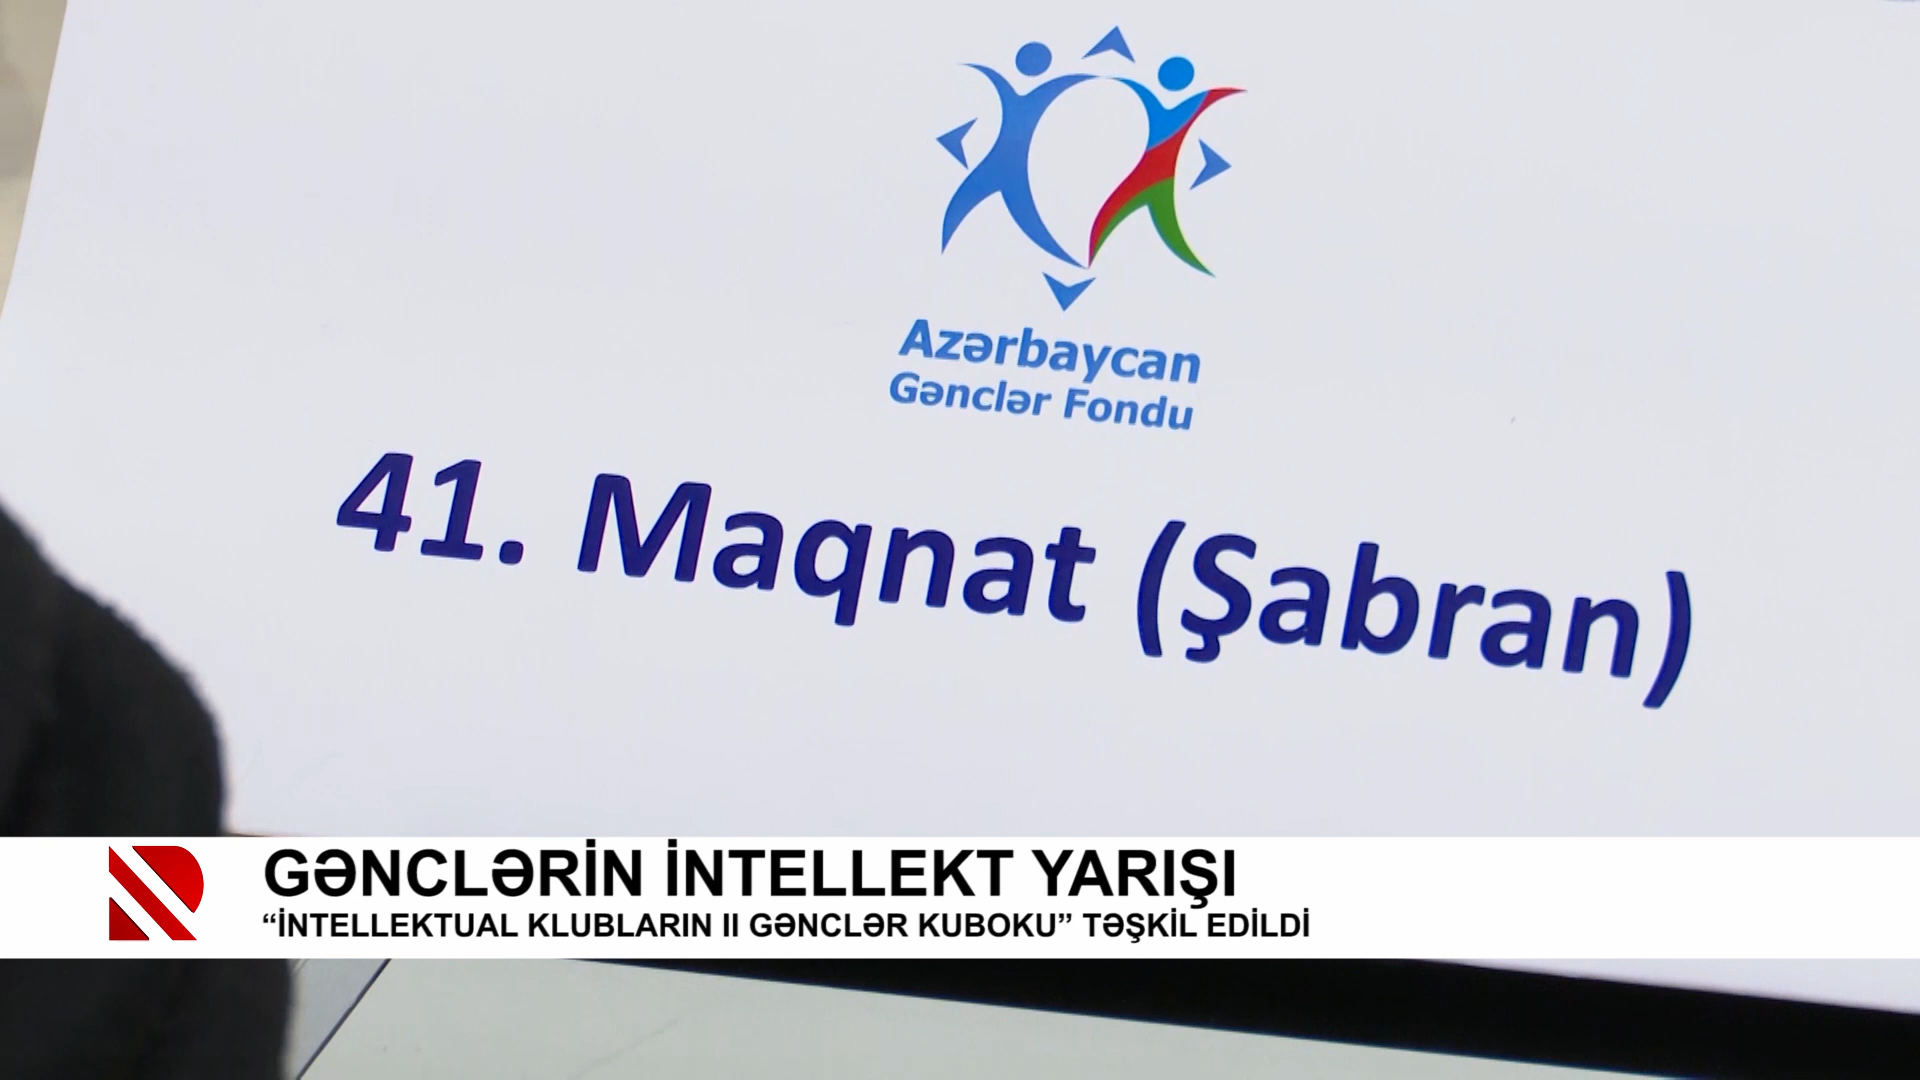 Azərbaycan
Gənclər Fondu
41. Maqnat (Şabran)
GƏNCLƏRİN İNTELLEKT YARIŞI
“İNTELLEKTUAL KLUBLARIN II GƏNCLƏR KUBOKU” TƏŞKİL EDİLDİ